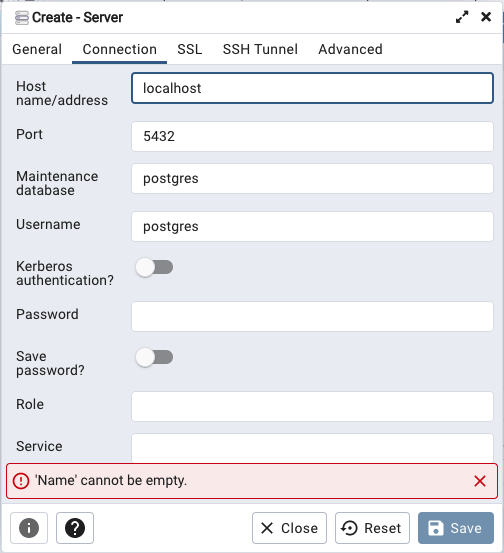 Create - Server
General Connection SSL SSH Tunnel Advanced
Host name/address localhost
Port 5432
Maintenance database postgres
Username postgres
Kerberos authentication?
Password
Save password?
Role
Service
'Name' cannot be empty.
Close Reset Save